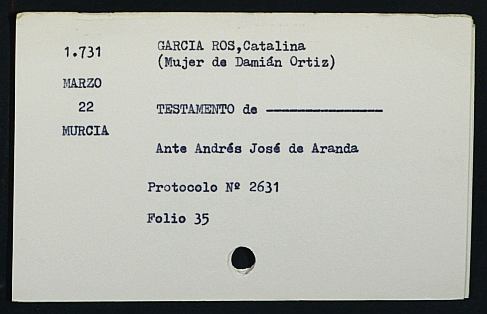 1.731
GARCIA ROS,Catalina
(Mujer de Damián Ortiz)
MARZO
22
TESTAMENTO de ------------------
MURCIA
Ante Andrés José de Aranda
Protocolo Nº 2631
Folio 35